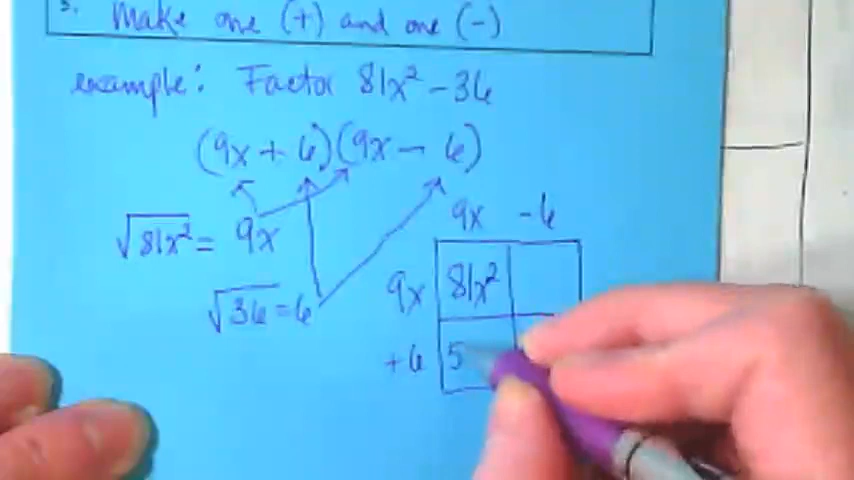 3. Make one (+) and one (-)
example: Factor 81x² - 36
(9x + 6)(9x - 6)
√81x² = 9x
√36 = 6
9x -6
9x 81x²
+6 5